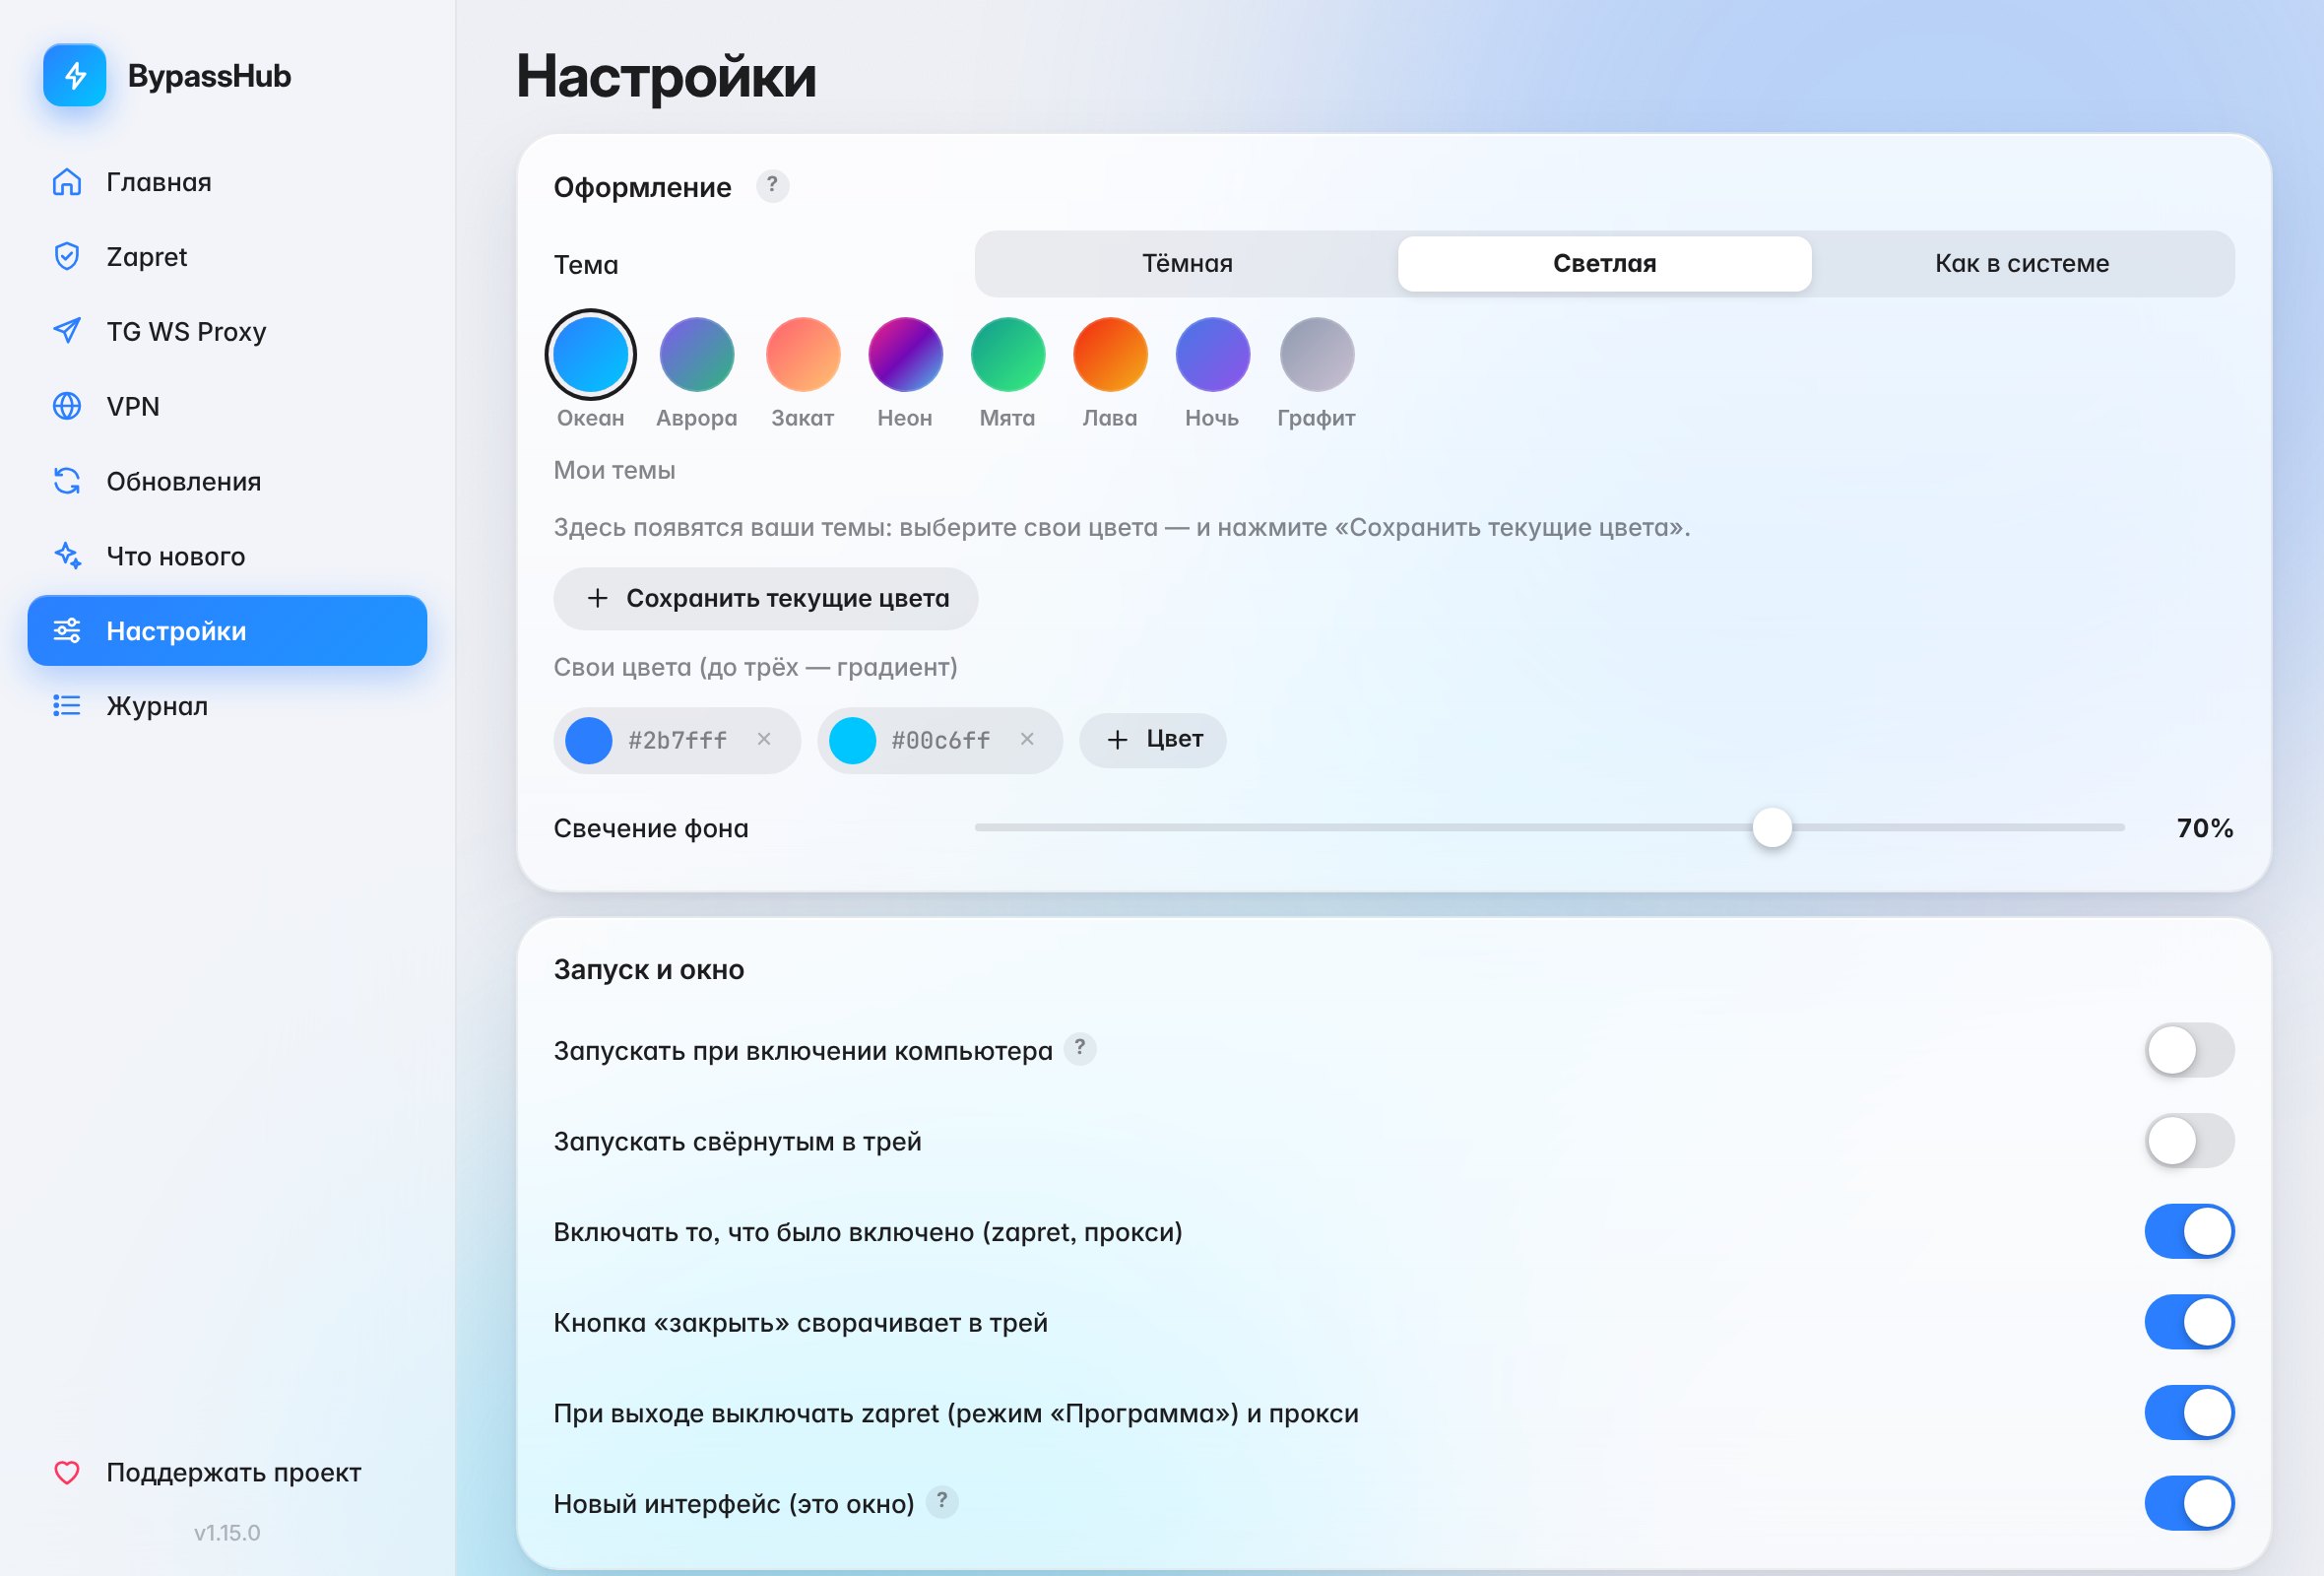 BypassHub
Главная
Zapret
TG WS Proxy
VPN
Обновления
Что нового
Настройки
Журнал
Поддержать проект
v1.15.0
Настройки
Оформление ?
Тема
Тёмная Светлая Как в системе
Океан Аврора Закат Неон Мята Лава Ночь Графит
Мои темы
Здесь появятся ваши темы: выберите свои цвета — и нажмите «Сохранить текущие цвета».
+ Сохранить текущие цвета
Свои цвета (до трёх — градиент)
#2b7fff × #00c6ff × + Цвет
Свечение фона 70%
Запуск и окно
Запускать при включении компьютера ?
Запускать свёрнутым в трей
Включать то, что было включено (zapret, прокси)
Кнопка «закрыть» сворачивает в трей
При выходе выключать zapret (режим «Программа») и прокси
Новый интерфейс (это окно) ?